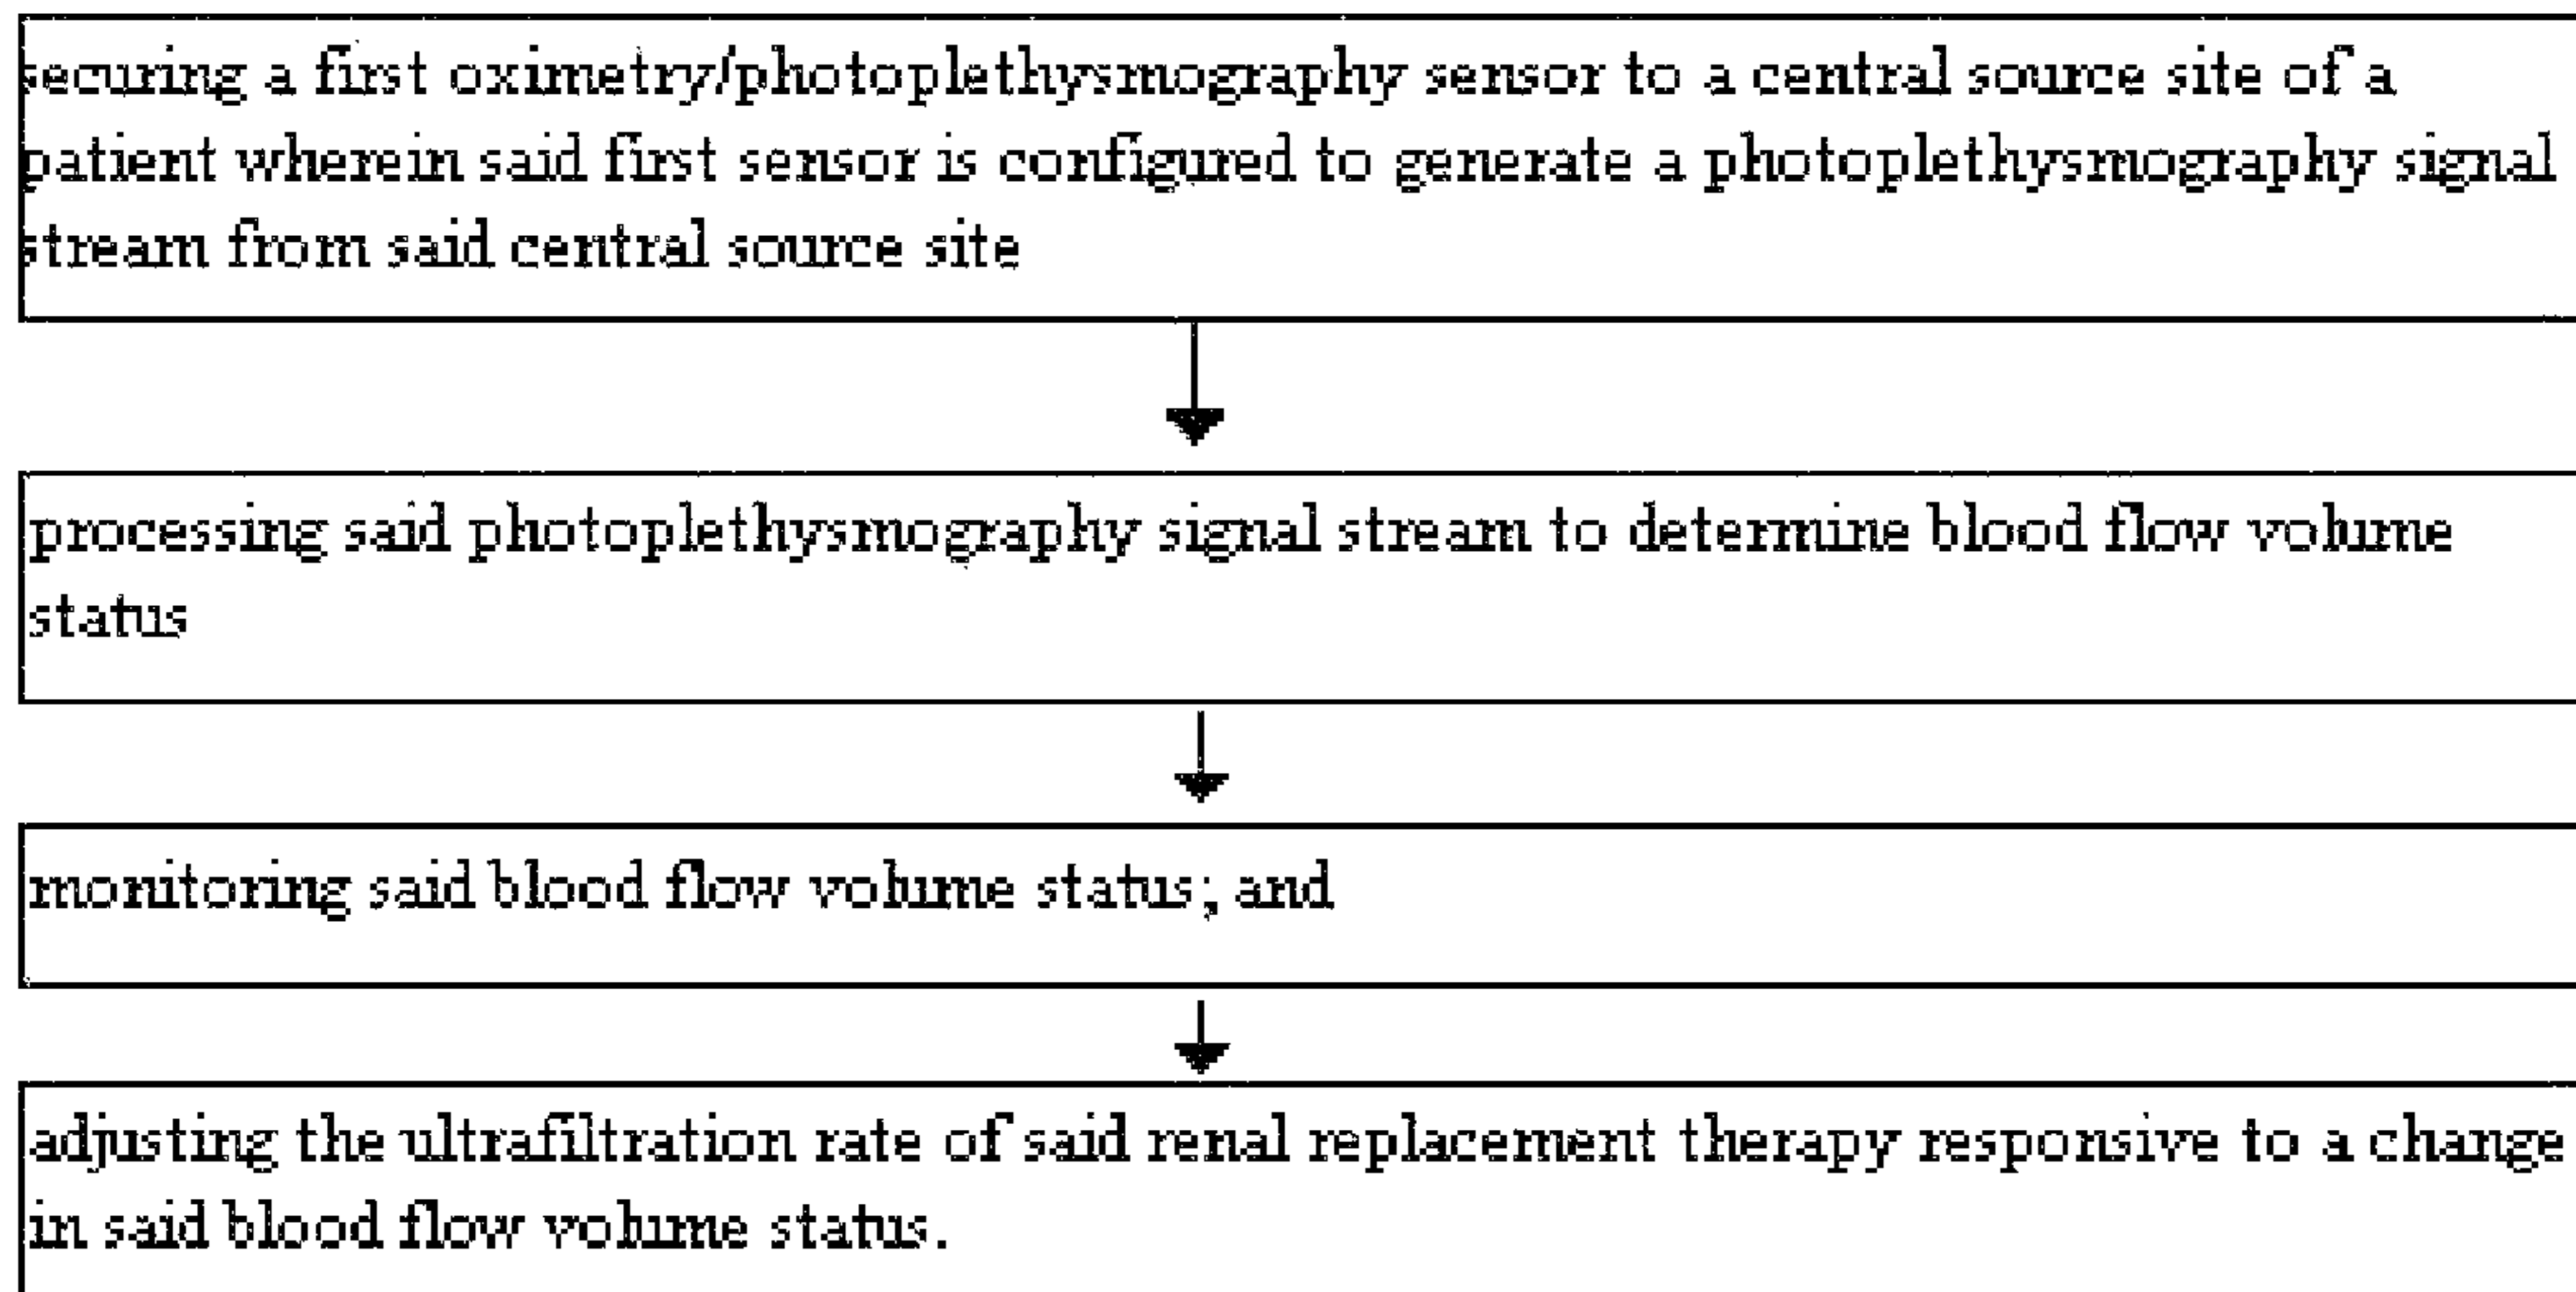 securing a first oximetry/photoplethysmography sensor to a central source site of a
patient wherein said first sensor is configured to generate a photoplethysmography signal
stream from said central source site
processing said photoplethysmography signal stream to determine blood flow volume
status
monitoring said blood flow volume status; and
adjusting the ultrafiltration rate of said renal replacement therapy responsive to a change
in said blood flow volume status.